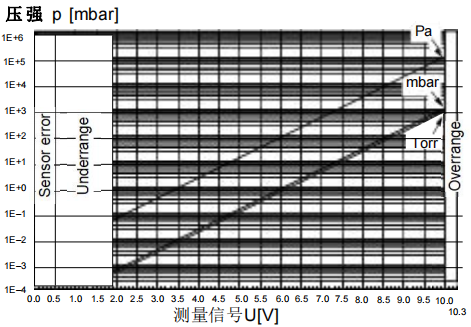 压强 p [mbar]
1E+6
Pa
1E+5
mbar
1E+4
1E+3
1E+2
Torr
1E+1
1E+0
1E-1
1E-2
1E-3
1E-4
Sensor error
Underrange
Overrange
0.0 0.5 1.0 1.5 2.0 2.5 3.0 3.5 4.0 4.5 5.0 5.5 6.0 6.5 7.0 7.5 8.0 8.5 9.0 9.5 10.0
10.3
测量信号U[V]